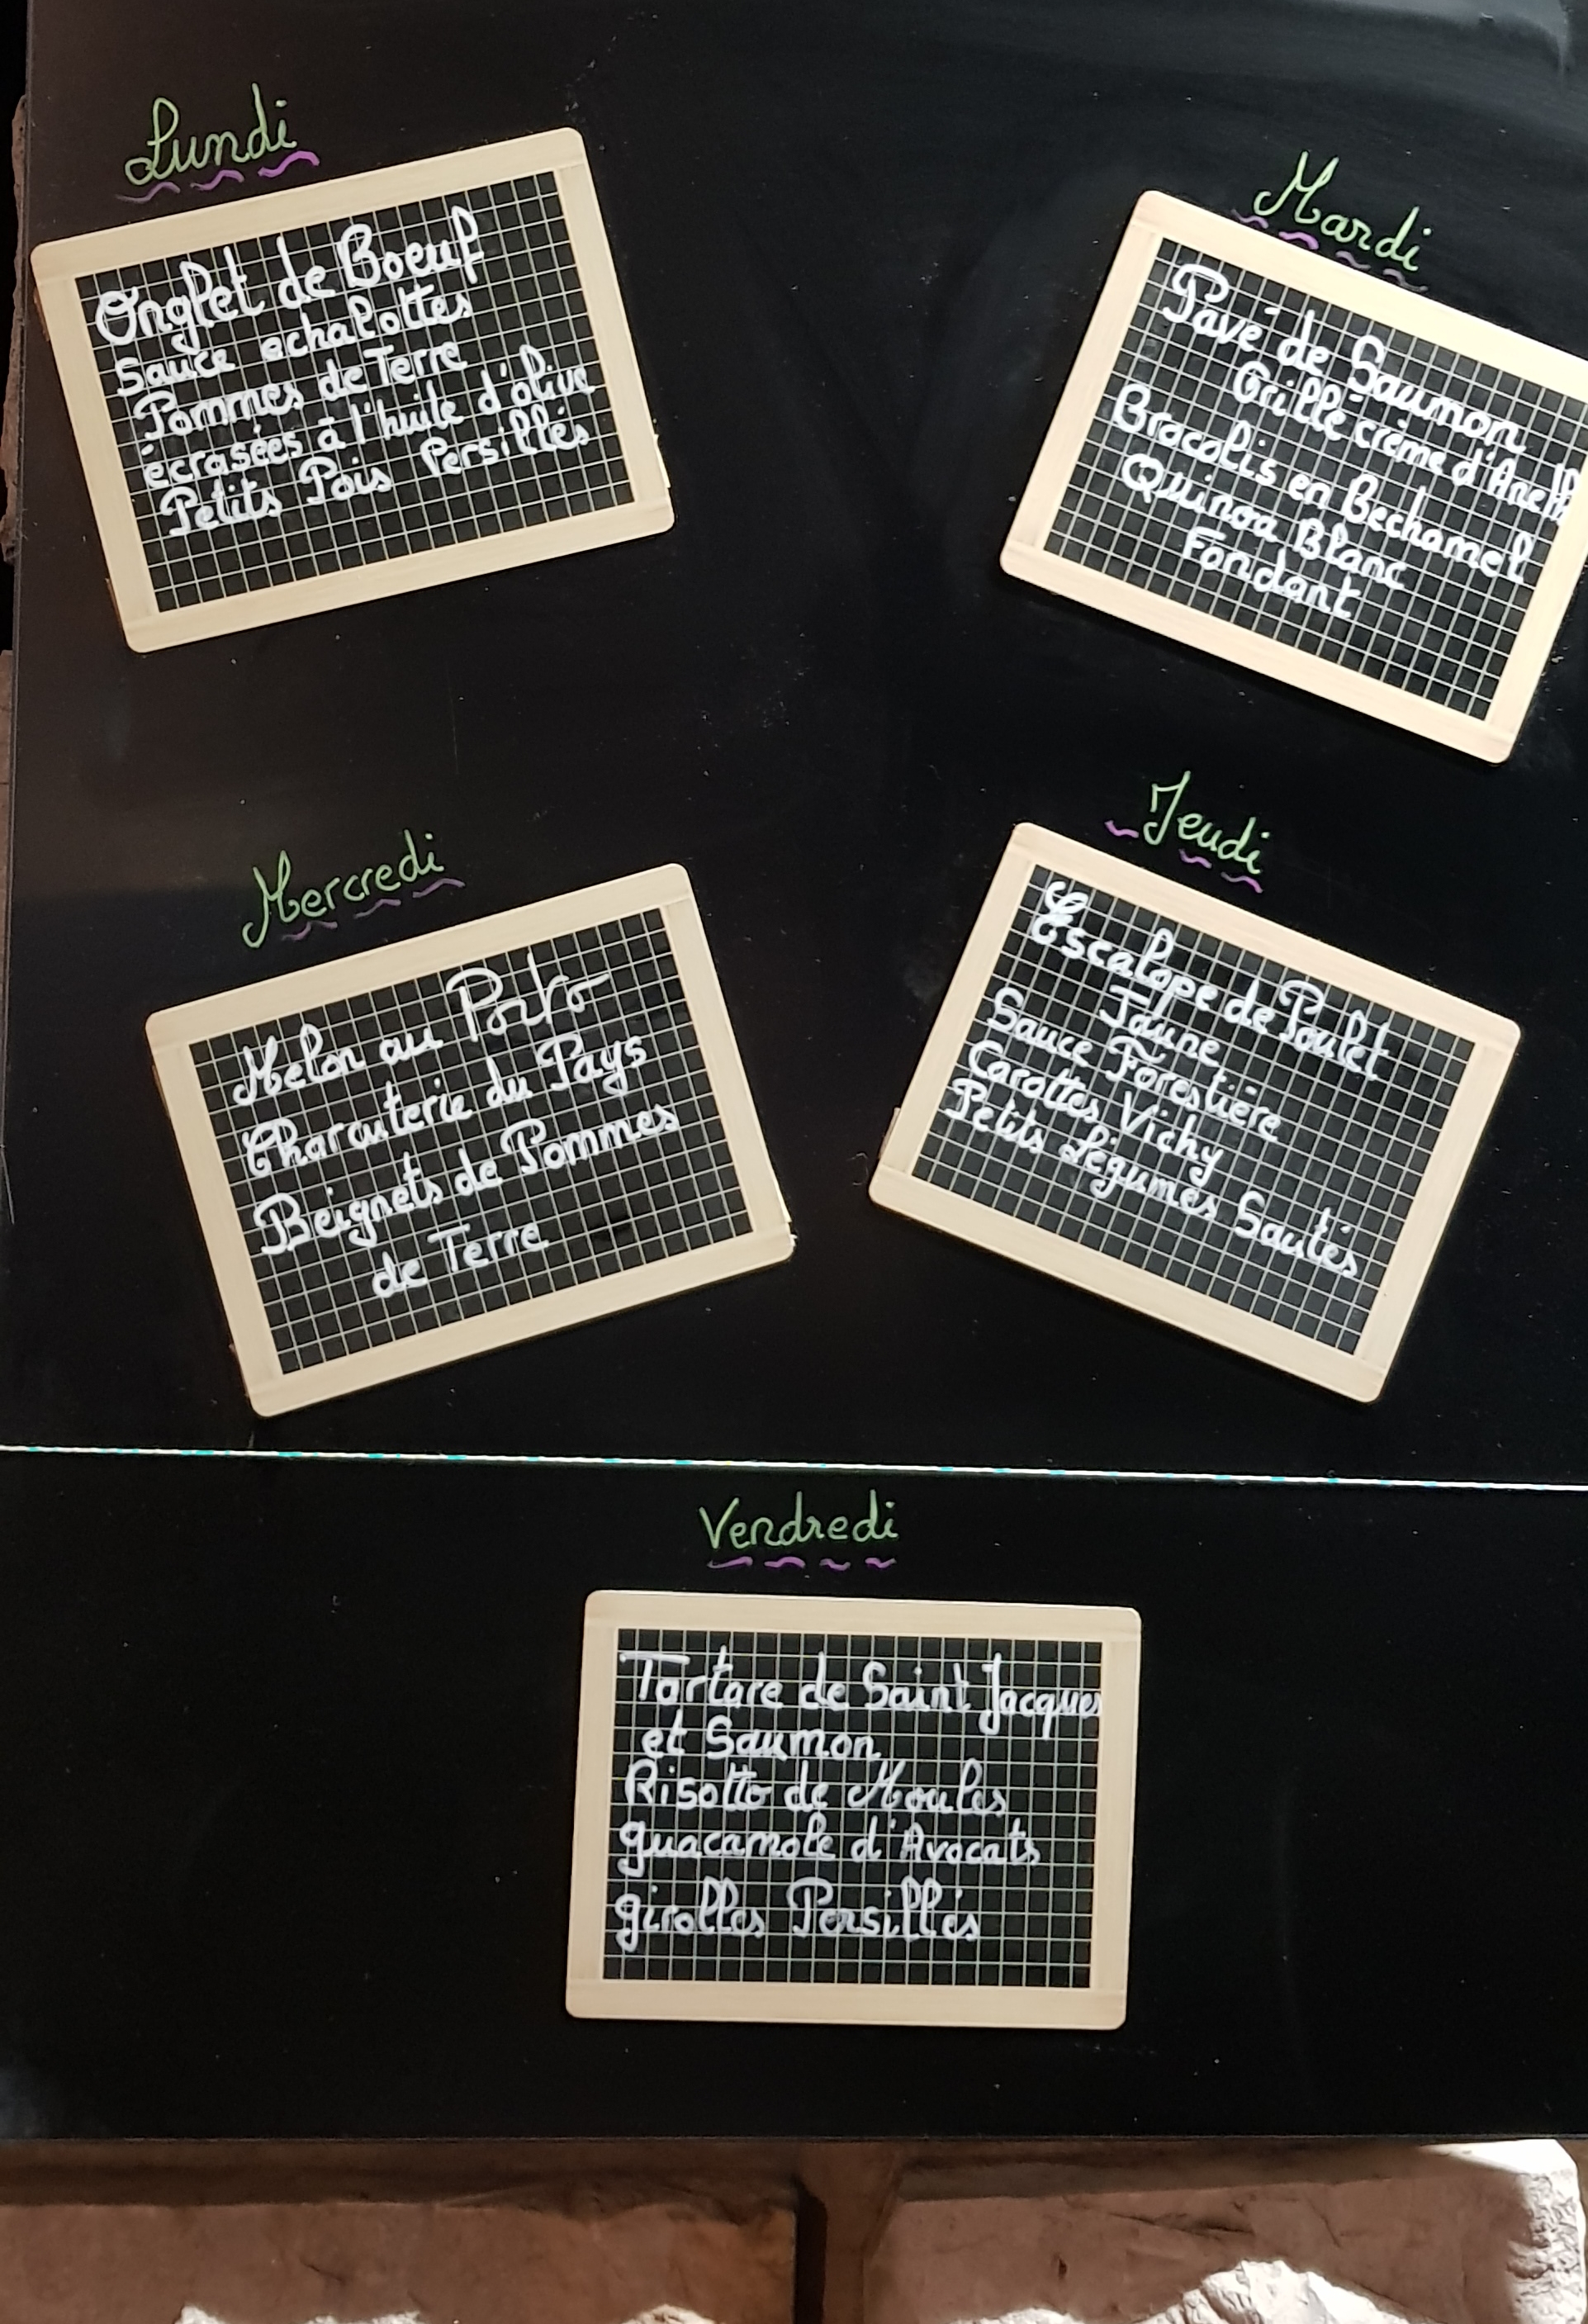 Lundi
Onglet de Boeuf
Sauce echalottes
Pommes de Terre
écrasées à l'huile d'olive
Petits Pois Persillés
Mardi
Pavé de Saumon
Grillé crème d'Aneth
Brocolis en Bechamel
Quinoa Blanc
Fondant
Mercredi
Melon au Porto
Charcuterie du Pays
Beignets de Pommes
de Terre
Jeudi
Escalope de Poulet
Jaune
Sauce Forestière
Carottes Vichy
Petits Légumes Sautés
Vendredi
Tartare de Saint Jacques
et Saumon
Risotto de Moules
guacamole d'Avocats
girolles Persillés